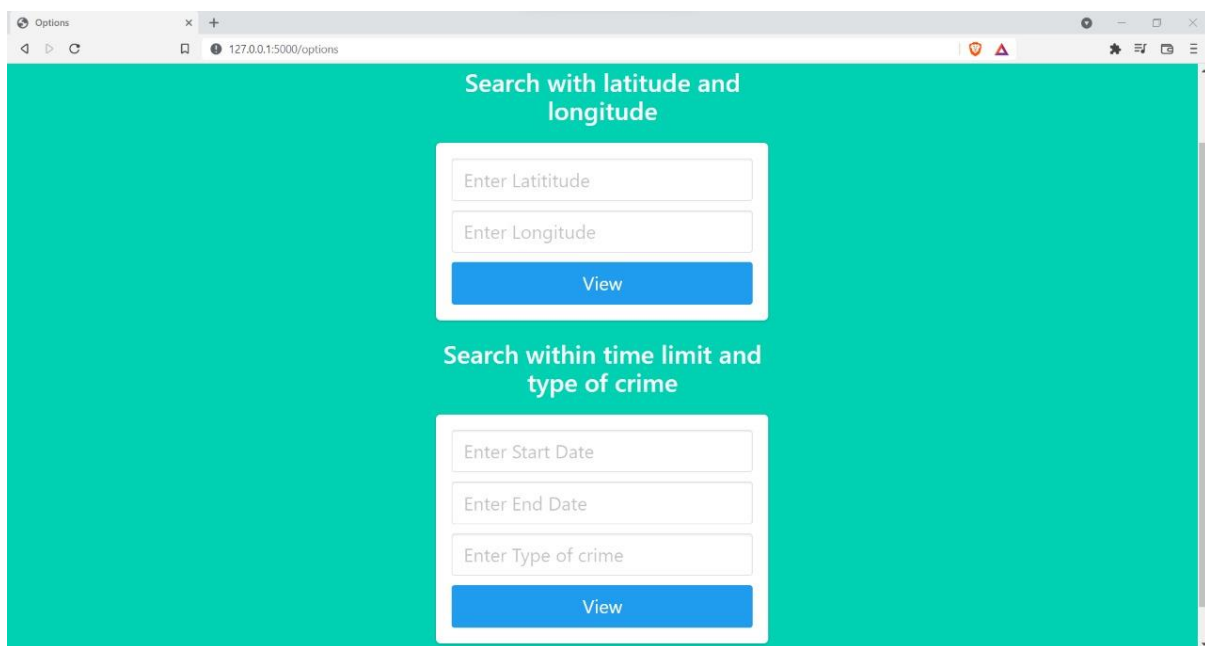 Options
127.0.0.1:5000/options
Search with latitude and
longitude
Enter Latititude
Enter Longitude
View
Search within time limit and
type of crime
Enter Start Date
Enter End Date
Enter Type of crime
View